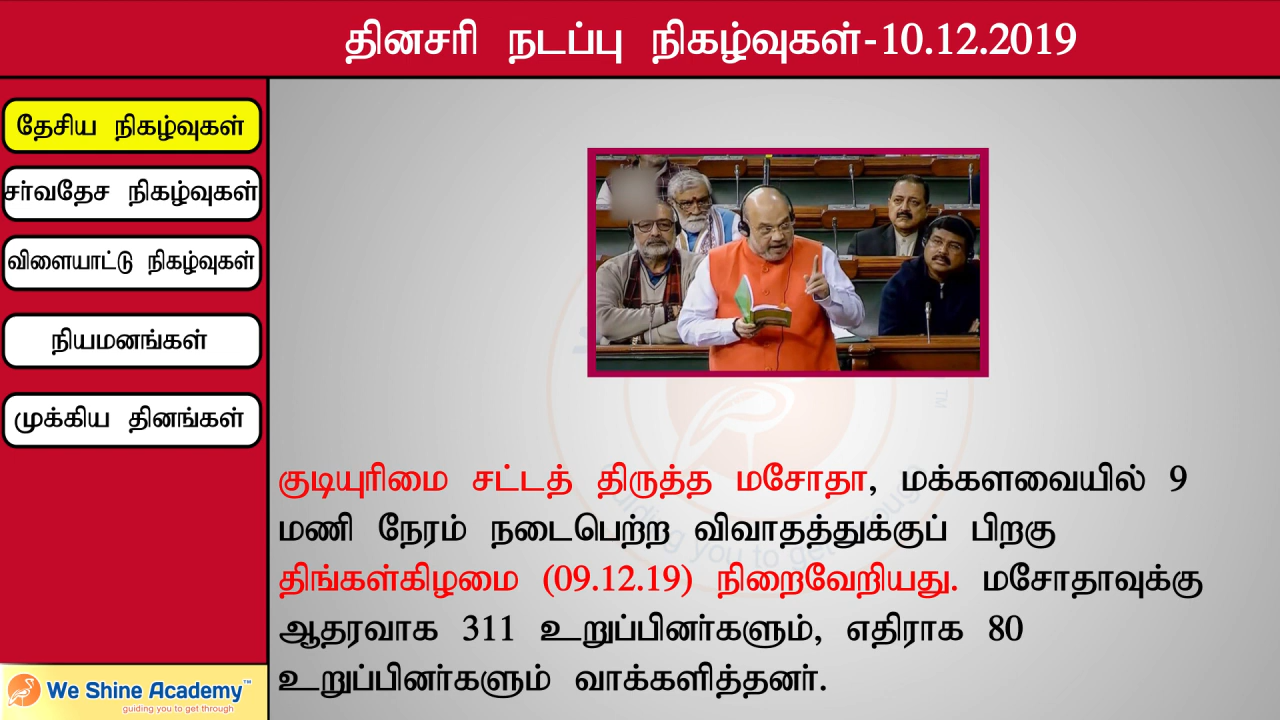 தினசரி நடப்பு நிகழ்வுகள்-10.12.2019
தேசிய நிகழ்வுகள்
சர்வதேச நிகழ்வுகள்
விளையாட்டு நிகழ்வுகள்
நியமனங்கள்
முக்கிய தினங்கள்
குடியுரிமை சட்டத் திருத்த மசோதா, மக்களவையில் 9
மணி நேரம் நடைபெற்ற விவாதத்துக்குப் பிறகு
திங்கள்கிழமை (09.12.19) நிறைவேறியது. மசோதாவுக்கு
ஆதரவாக 311 உறுப்பினர்களும், எதிராக 80
உறுப்பினர்களும் வாக்களித்தனர்.
We Shine Academy™
guiding you to get through